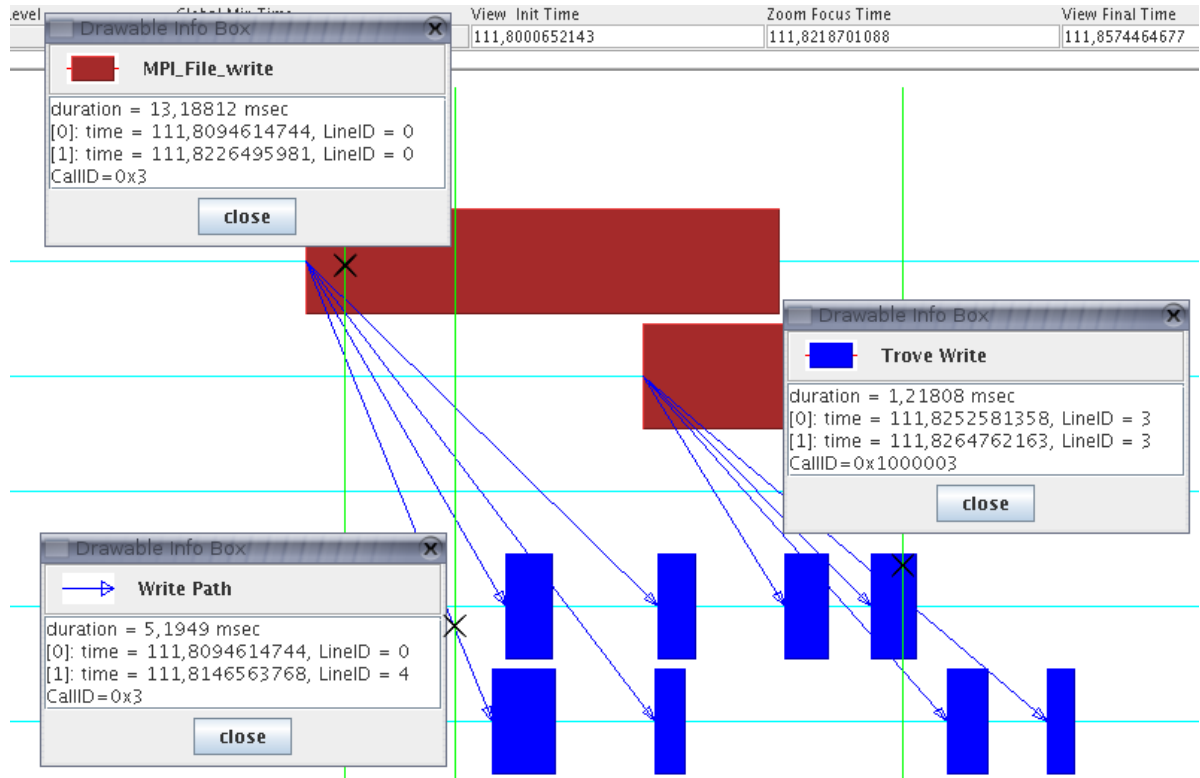 Level Global Min Time View Init Time Zoom Focus Time View Final Time
111,8000652143 111,8218701088 111,8574464677
Drawable Info Box
MPI_File_write
duration = 13,18812 msec
[0]: time = 111,8094614744, LineID = 0
[1]: time = 111,8226495981, LineID = 0
CallID=0x3
close
Drawable Info Box
Trove Write
duration = 1,21808 msec
[0]: time = 111,8252581358, LineID = 3
[1]: time = 111,8264762163, LineID = 3
CallID=0x1000003
close
Drawable Info Box
Write Path
duration = 5,1949 msec
[0]: time = 111,8094614744, LineID = 0
[1]: time = 111,8146563768, LineID = 4
CallID=0x3
close